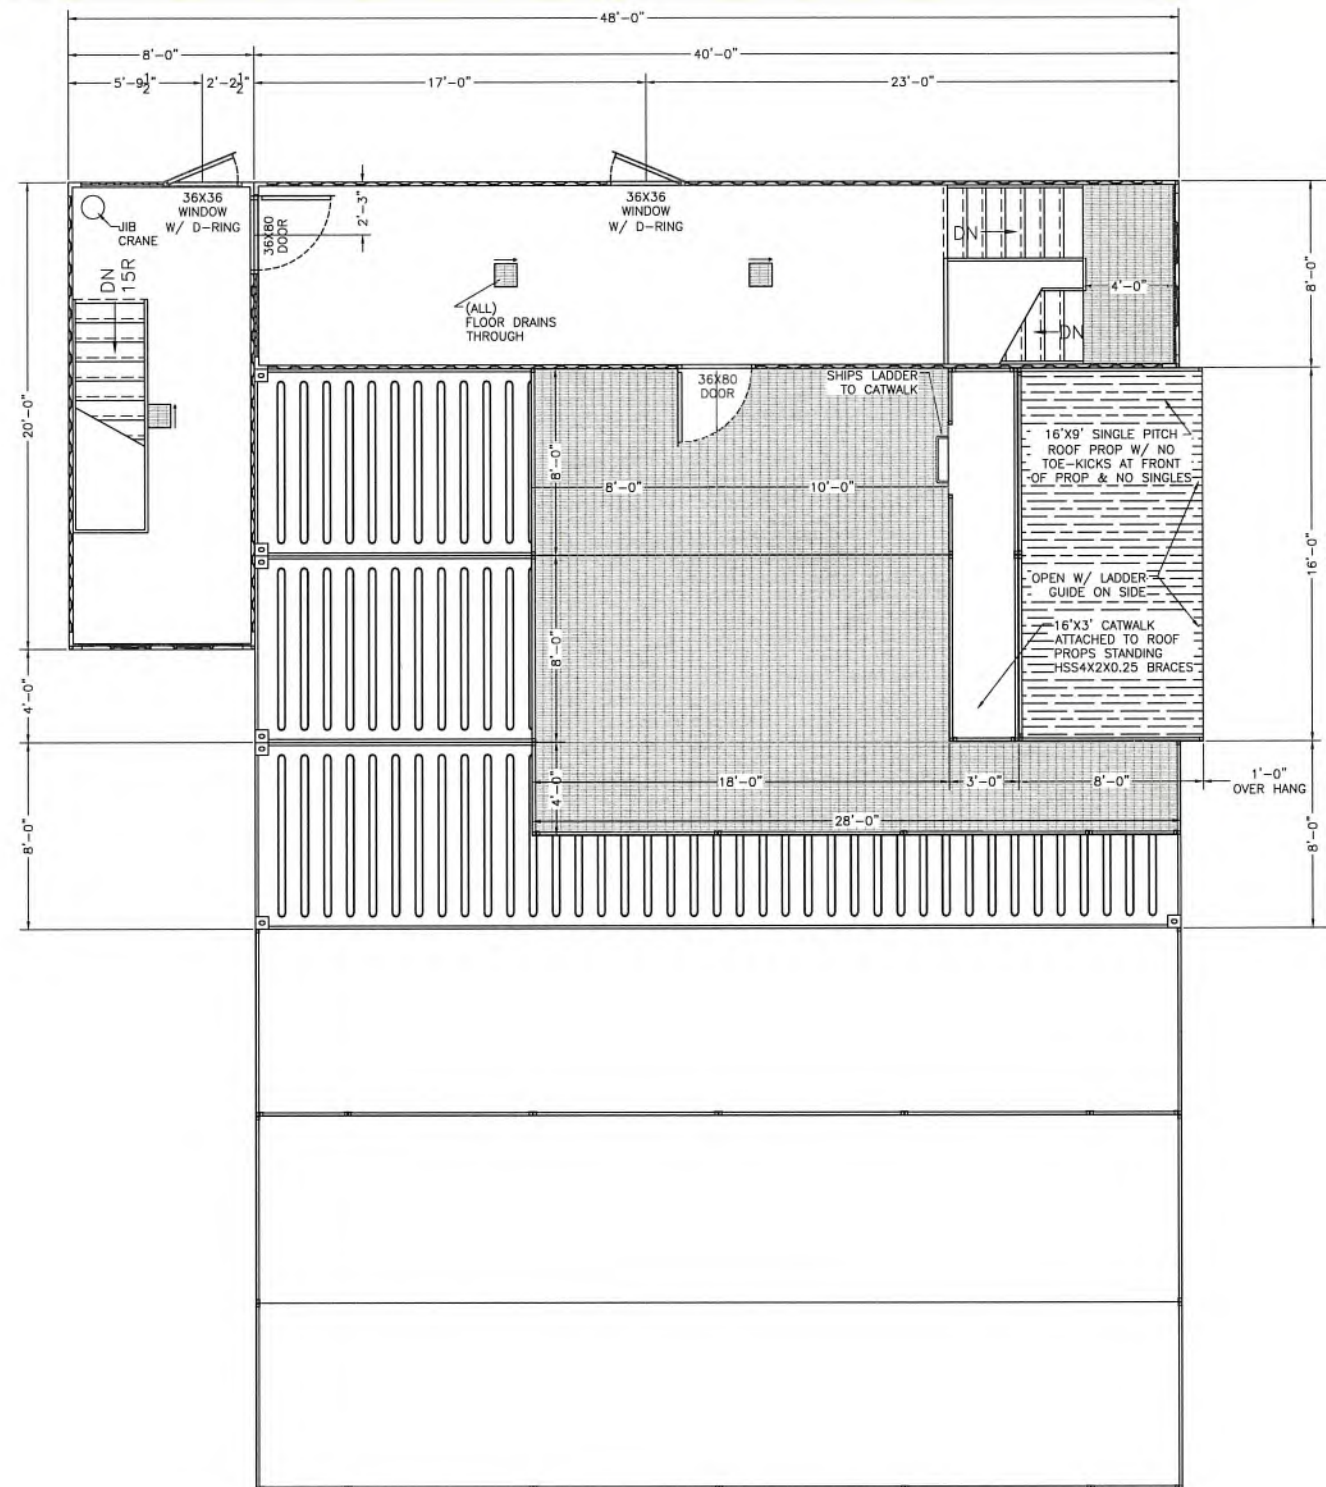 48'-0"
8'-0"
40'-0"
5'-9½"
2'-2½"
17'-0"
23'-0"
36X36
WINDOW
W/ D-RING
JIB
CRANE
DN
15R
36X80
DOOR
2'-3"
36X36
WINDOW
W/ D-RING
(ALL)
FLOOR DRAINS
THROUGH
DN
DN
4'-0"
8'-0"
20'-0"
36X80
DOOR
SHIPS LADDER
TO CATWALK
16'X9' SINGLE PITCH
ROOF PROP W/ NO
TOE-KICKS AT FRONT
OF PROP & NO SINGLES
8'-0"
8'-0"
10'-0"
16'-0"
OPEN W/ LADDER
GUIDE ON SIDE
16'X3' CATWALK
ATTACHED TO ROOF
PROPS STANDING
HSS4X2X0.25 BRACES
8'-0"
4'-0"
18'-0"
3'-0"
8'-0"
1'-0"
OVER HANG
4'-0"
28'-0"
8'-0"
8'-0"